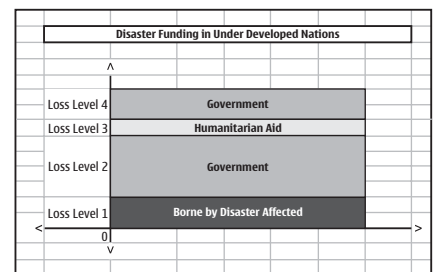 Disaster Funding in Under Developed Nations
Loss Level 4 Government
Loss Level 3 Humanitarian Aid
Loss Level 2 Government
Loss Level 1 Borne by Disaster Affected
0